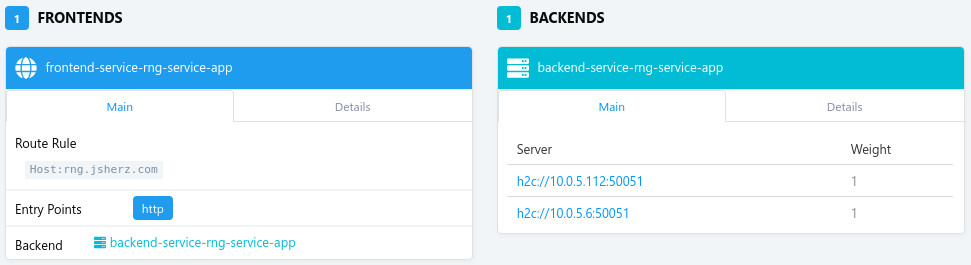 1 FRONTENDS
frontend-service-rng-service-app
Main Details
Route Rule
Host:rng.jsherz.com
Entry Points http
Backend backend-service-rng-service-app
1 BACKENDS
backend-service-rng-service-app
Main Details
Server Weight
h2c://10.0.5.112:50051 1
h2c://10.0.5.6:50051 1